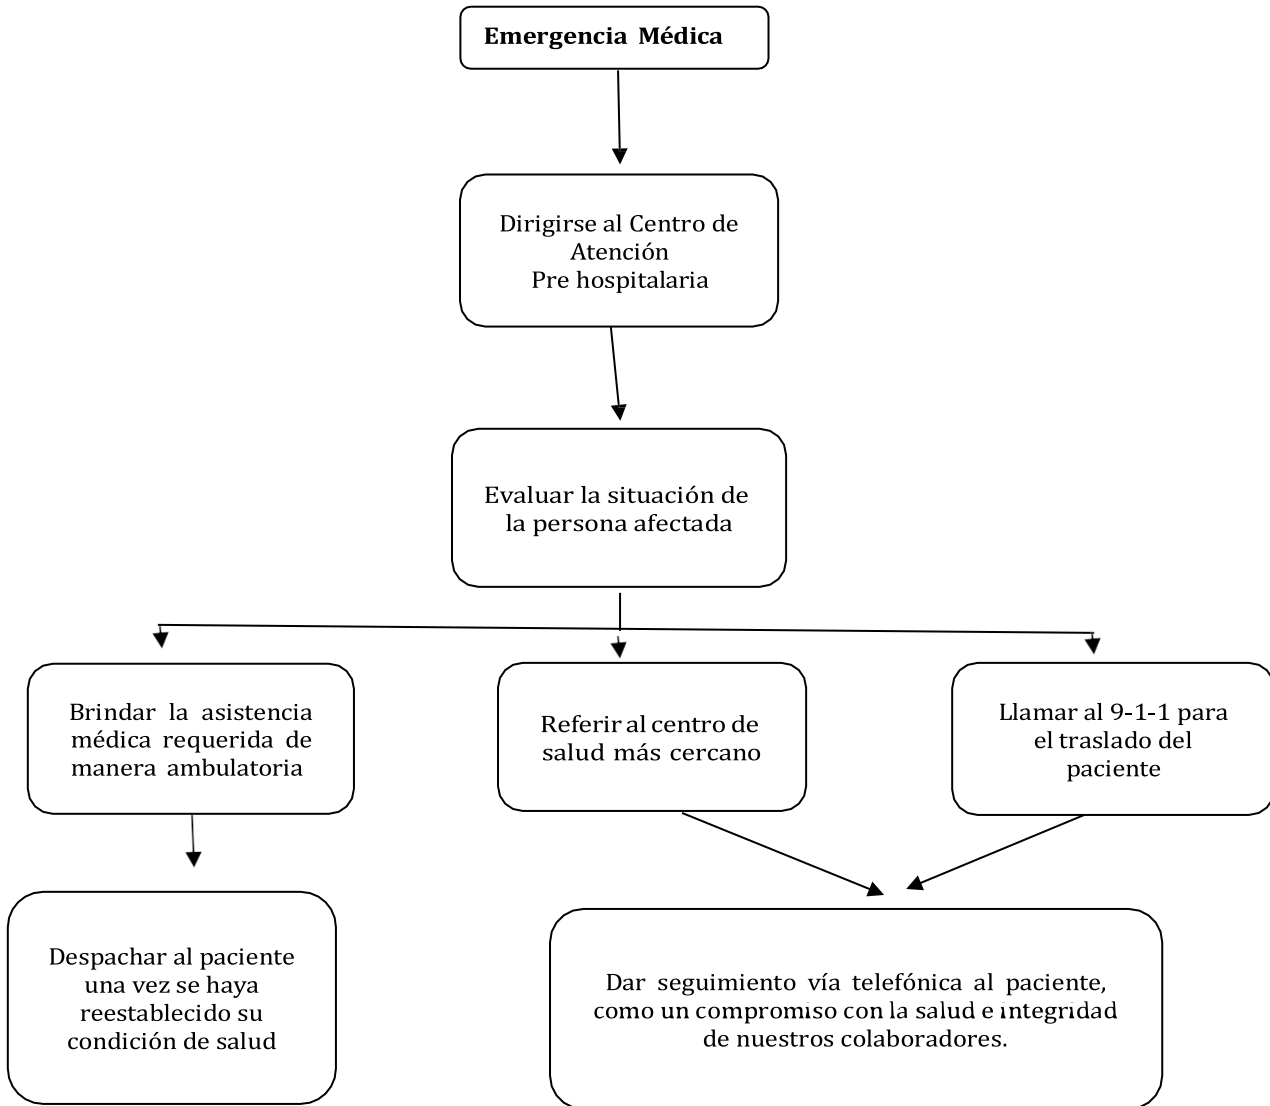 Emergencia Médica
Dirigirse al Centro de
Atención
Pre hospitalaria
Evaluar la situación de
la persona afectada
Brindar la asistencia
médica requerida de
manera ambulatoria
Referir al centro de
salud más cercano
Llamar al 9-1-1 para
el traslado del
paciente
Despachar al paciente
una vez se haya
reestablecido su
condición de salud
Dar seguimiento vía telefónica al paciente,
como un compromiso con la salud e integridad
de nuestros colaboradores.